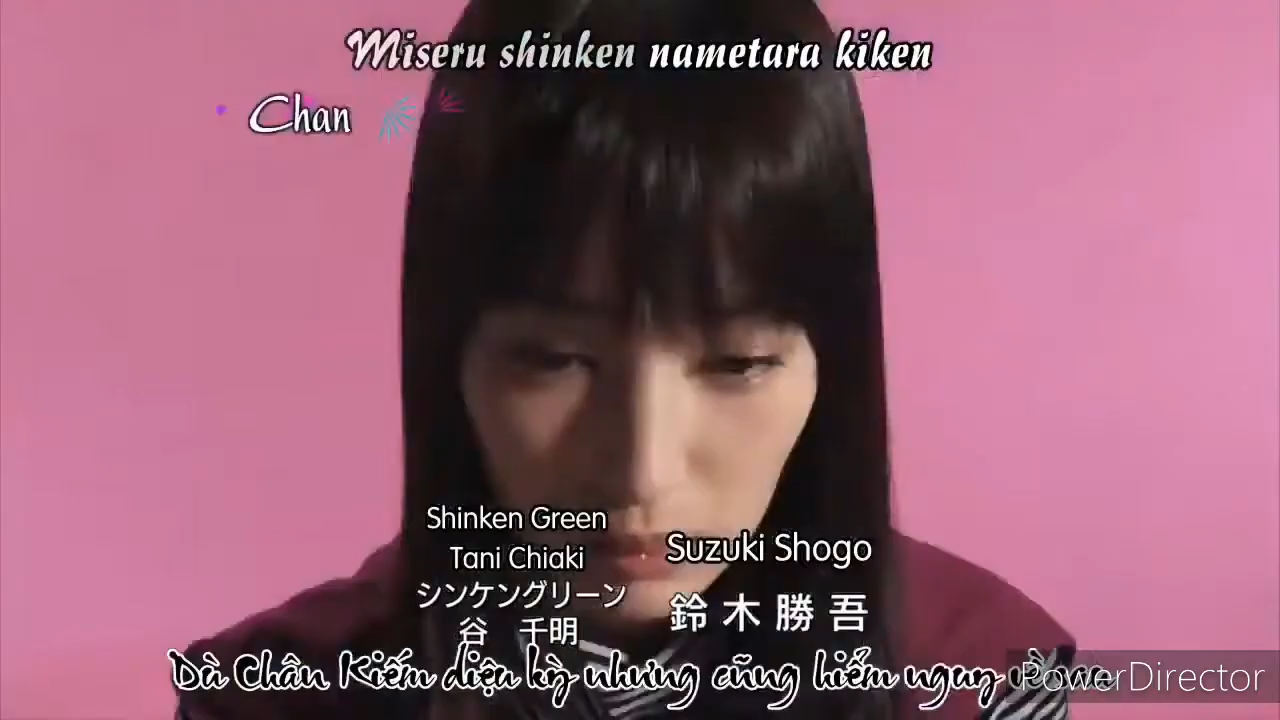 Miseru shinken nametara kiken
Chan
Shinken Green
Tani Chiaki
シンケングリーン
谷 千明
Suzuki Shogo
鈴木勝吾
Dà Chân Kiếm diệu kỳ nhưng cũng hiểm nguy
PowerDirector